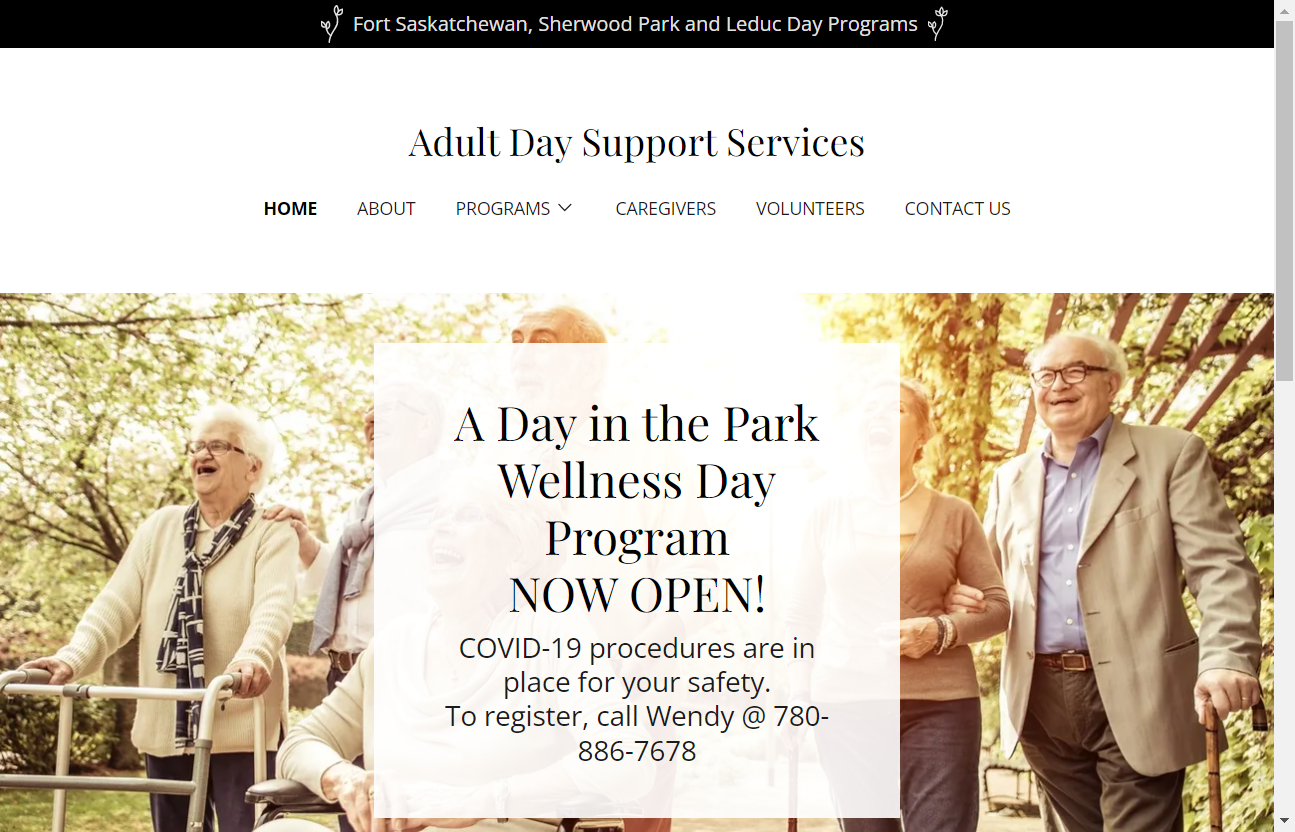 Fort Saskatchewan, Sherwood Park and Leduc Day Programs
Adult Day Support Services
HOME ABOUT PROGRAMS CAREGIVERS VOLUNTEERS CONTACT US
A Day in the Park
Wellness Day
Program
NOW OPEN!
COVID-19 procedures are in
place for your safety.
To register, call Wendy @ 780-
886-7678